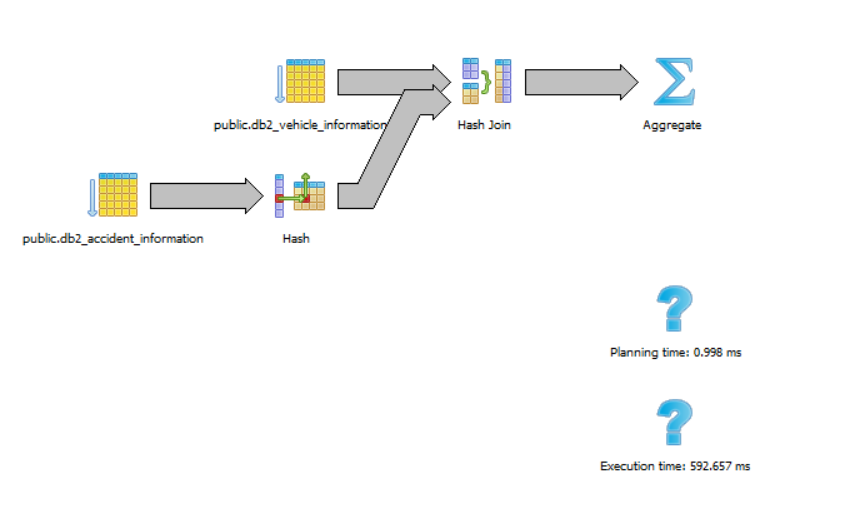 public.db2_vehicle_information
Hash Join
Aggregate
public.db2_accident_information
Hash
Planning time: 0.998 ms
Execution time: 592.657 ms